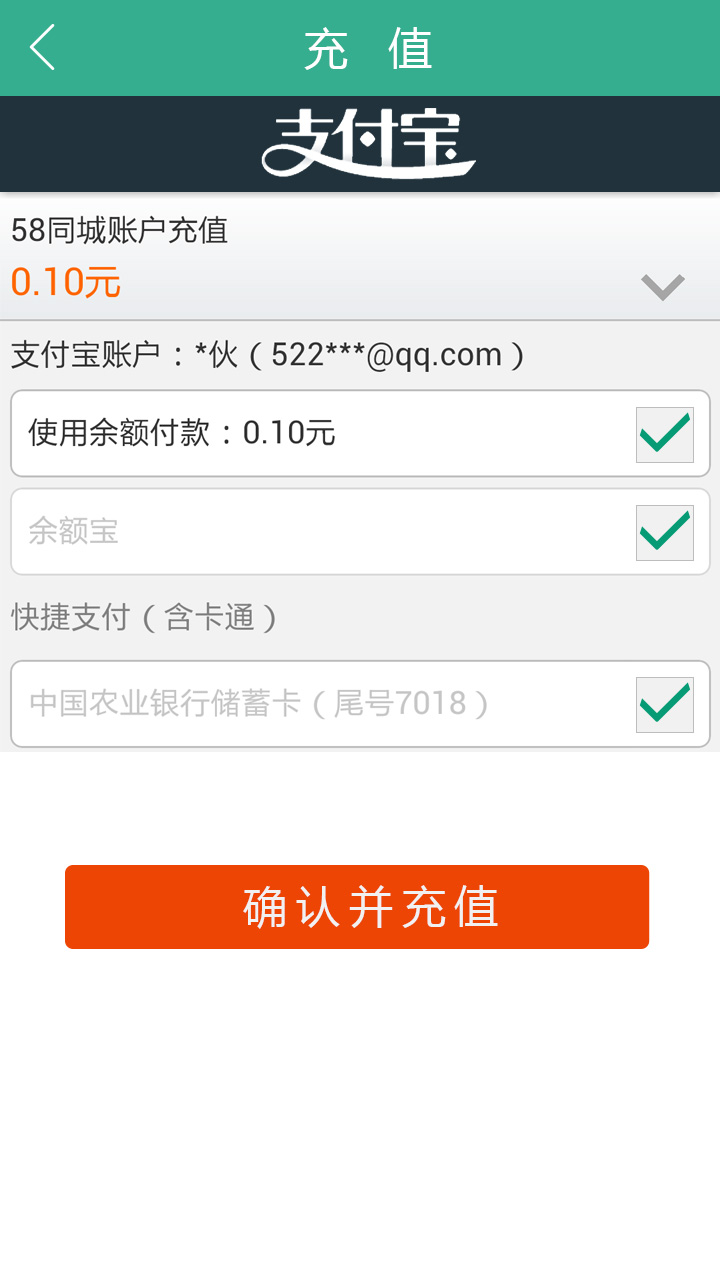 充 值
支付宝
58同城账户充值
0.10元
支付宝账户：*伙（522***@qq.com）
使用余额付款：0.10元
余额宝
快捷支付（含卡通）
中国农业银行储蓄卡（尾号7018）
确认并充值